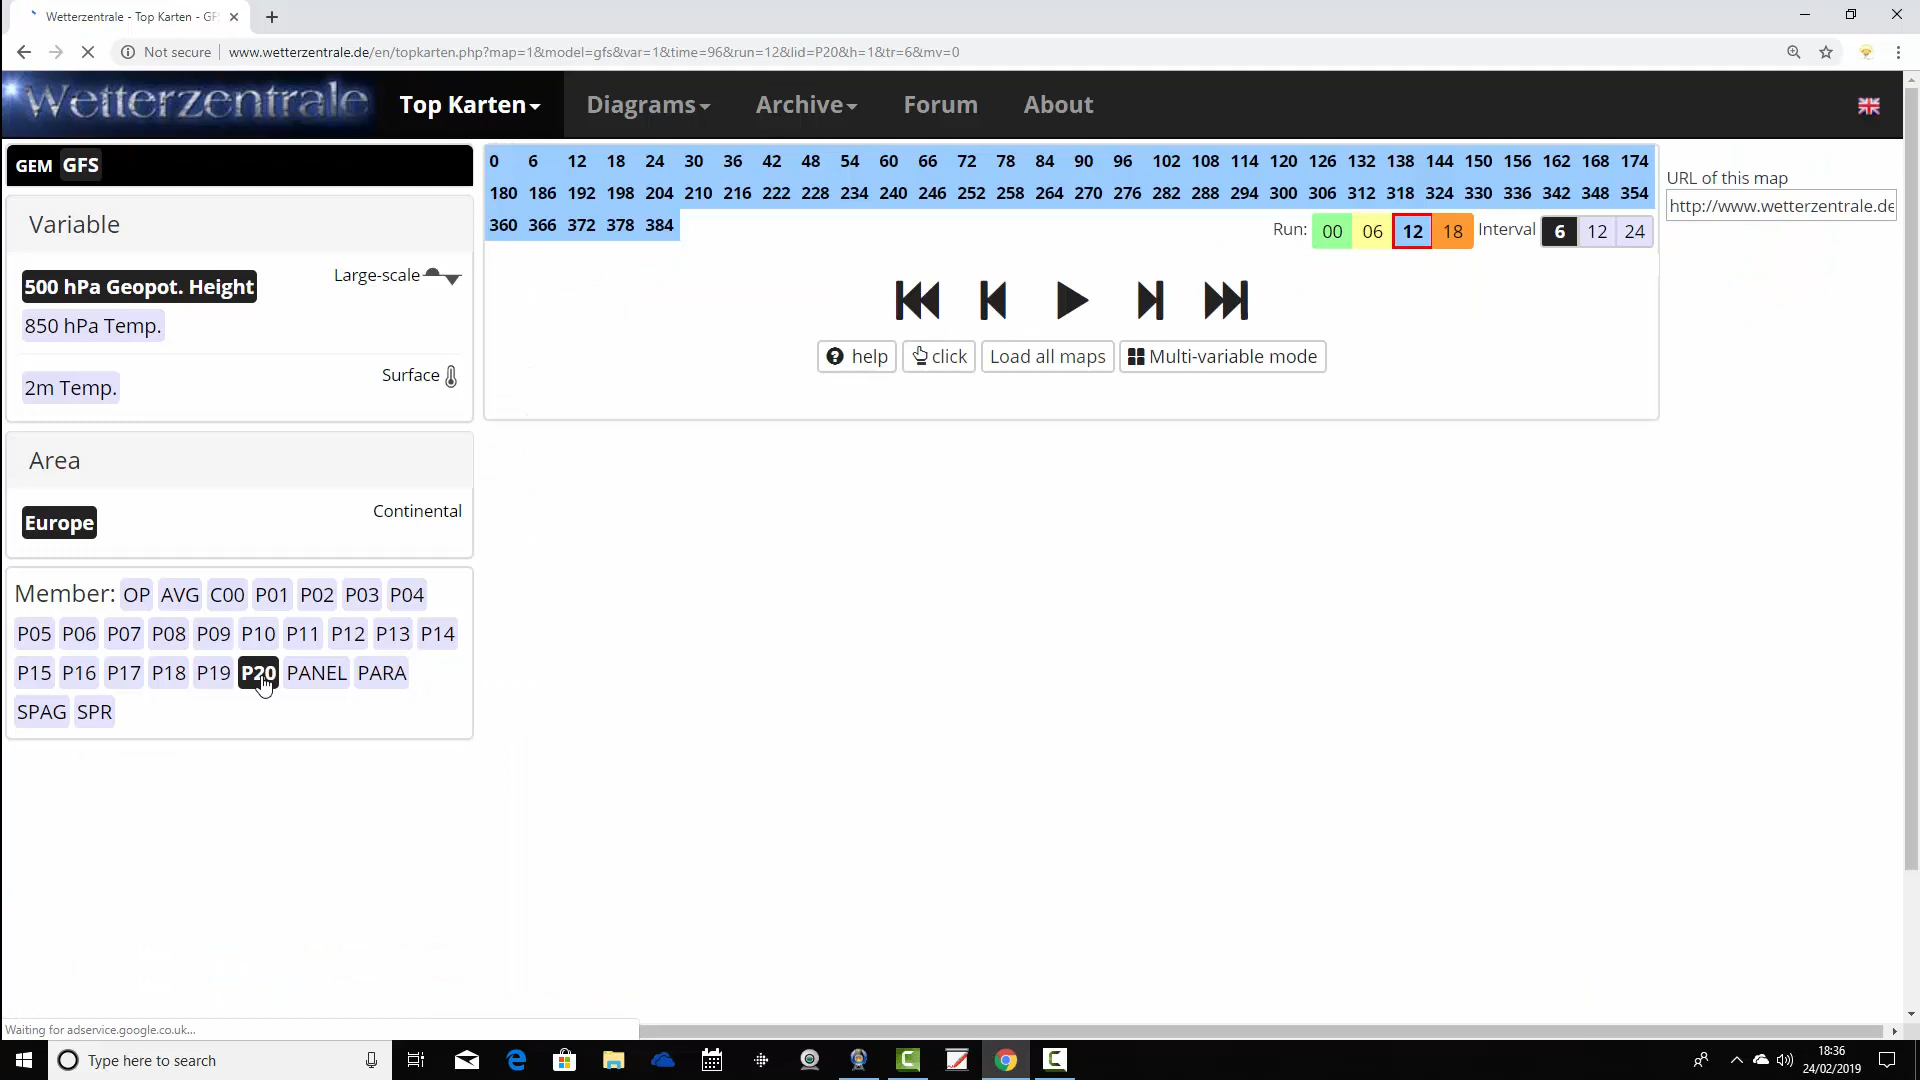 Wetterzentrale - Top Karten - GF
Not secure
www.wetterzentrale.de/en/topkarten.php?map=1&model=gfs&var=1&time=96&run=12&lid=P20&h=1&tr=6&mv=0
Wetterzentrale Top Karten Diagrams Archive Forum About
GEM GFS
Variable
500 hPa Geopot. Height Large-scale
850 hPa Temp.
Surface
2m Temp.
Area
Continental
Europe
Member: OP AVG C00 P01 P02 P03 P04
P05 P06 P07 P08 P09 P10 P11 P12 P13 P14
P15 P16 P17 P18 P19 P20 PANEL PARA
SPAG SPR
0 6 12 18 24 30 36 42 48 54 60 66 72 78 84 90 96 102 108 114 120 126 132 138 144 150 156 162 168 174
180 186 192 198 204 210 216 222 228 234 240 246 252 258 264 270 276 282 288 294 300 306 312 318 324 330 336 342 348 354
360 366 372 378 384
Run: 00 06 12 18 Interval 6 12 24
help click Load all maps Multi-variable mode
URL of this map
http://www.wetterzentrale.de
Waiting for adservice.google.co.uk...
Type here to search
18:36
24/02/2019